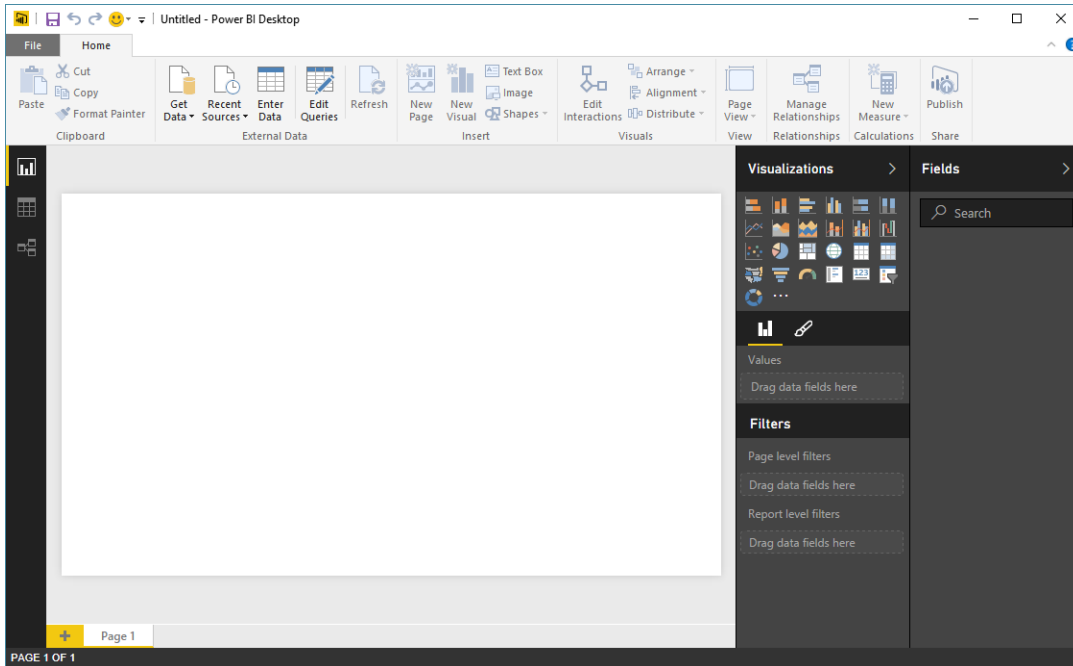 Untitled - Power BI Desktop
File Home
Paste
Cut
Copy
Format Painter
Clipboard
Get Data
Recent Sources
Enter Data
Edit Queries
Refresh
External Data
New Page
New Visual
Text Box
Image
Shapes
Insert
Edit Interactions
Arrange
Alignment
Distribute
Visuals
Page View
View
Manage Relationships
Relationships
New Measure
Calculations
Publish
Share
Visualizations
123
Values
Drag data fields here
Filters
Page level filters
Drag data fields here
Report level filters
Drag data fields here
Fields
Search
Page 1
PAGE 1 OF 1